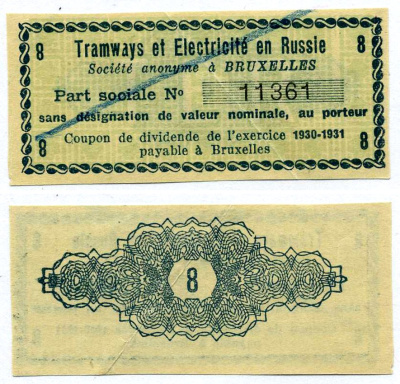 8 Tramways et Electricité en Russie 8
Société anonyme à BRUXELLES
Part sociale No 11361
sans désignation de valeur nominale, au porteur
8 Coupon de dividende de l'exercice 1930-1931 8
payable à Bruxelles
8